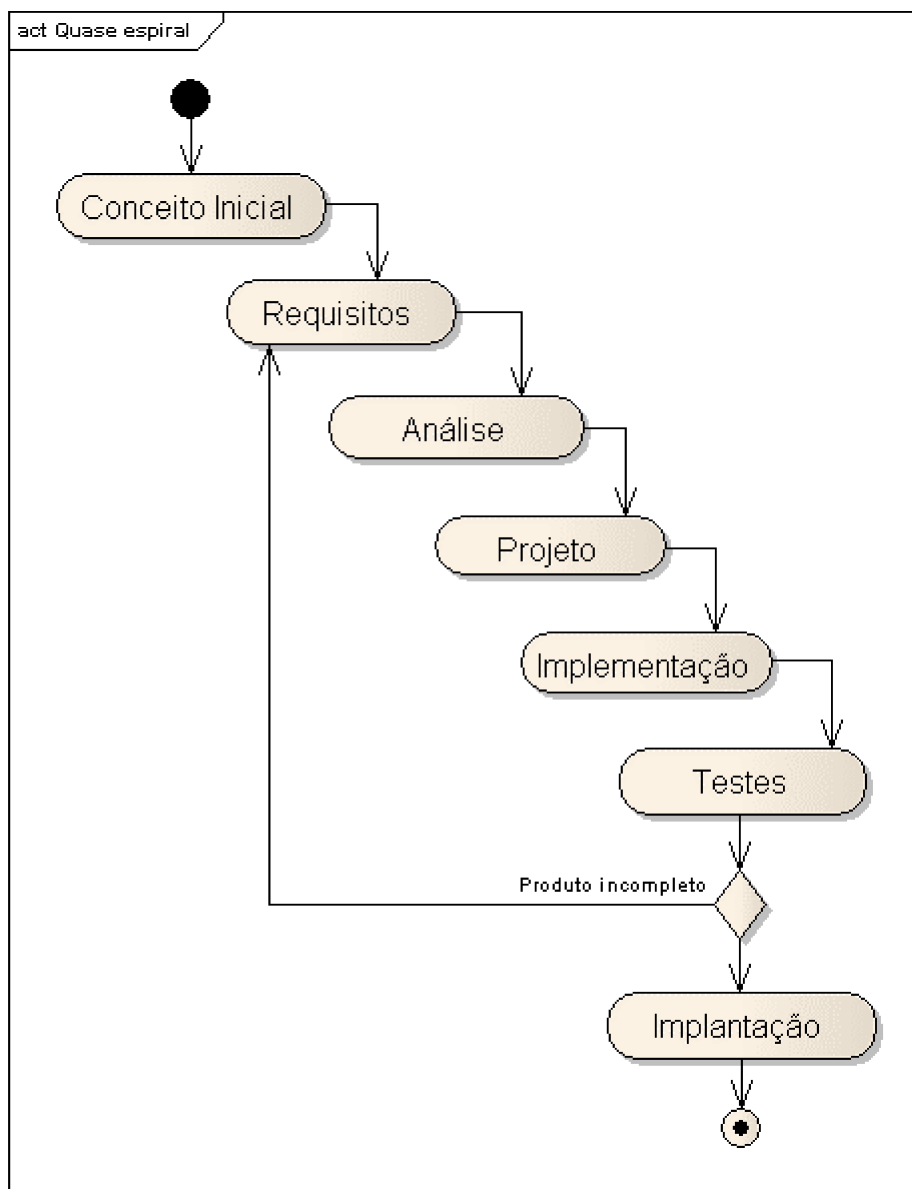 act Quase espiral
Conceito Inicial
Requisitos
Análise
Projeto
Implementação
Testes
Produto incompleto
Implantação